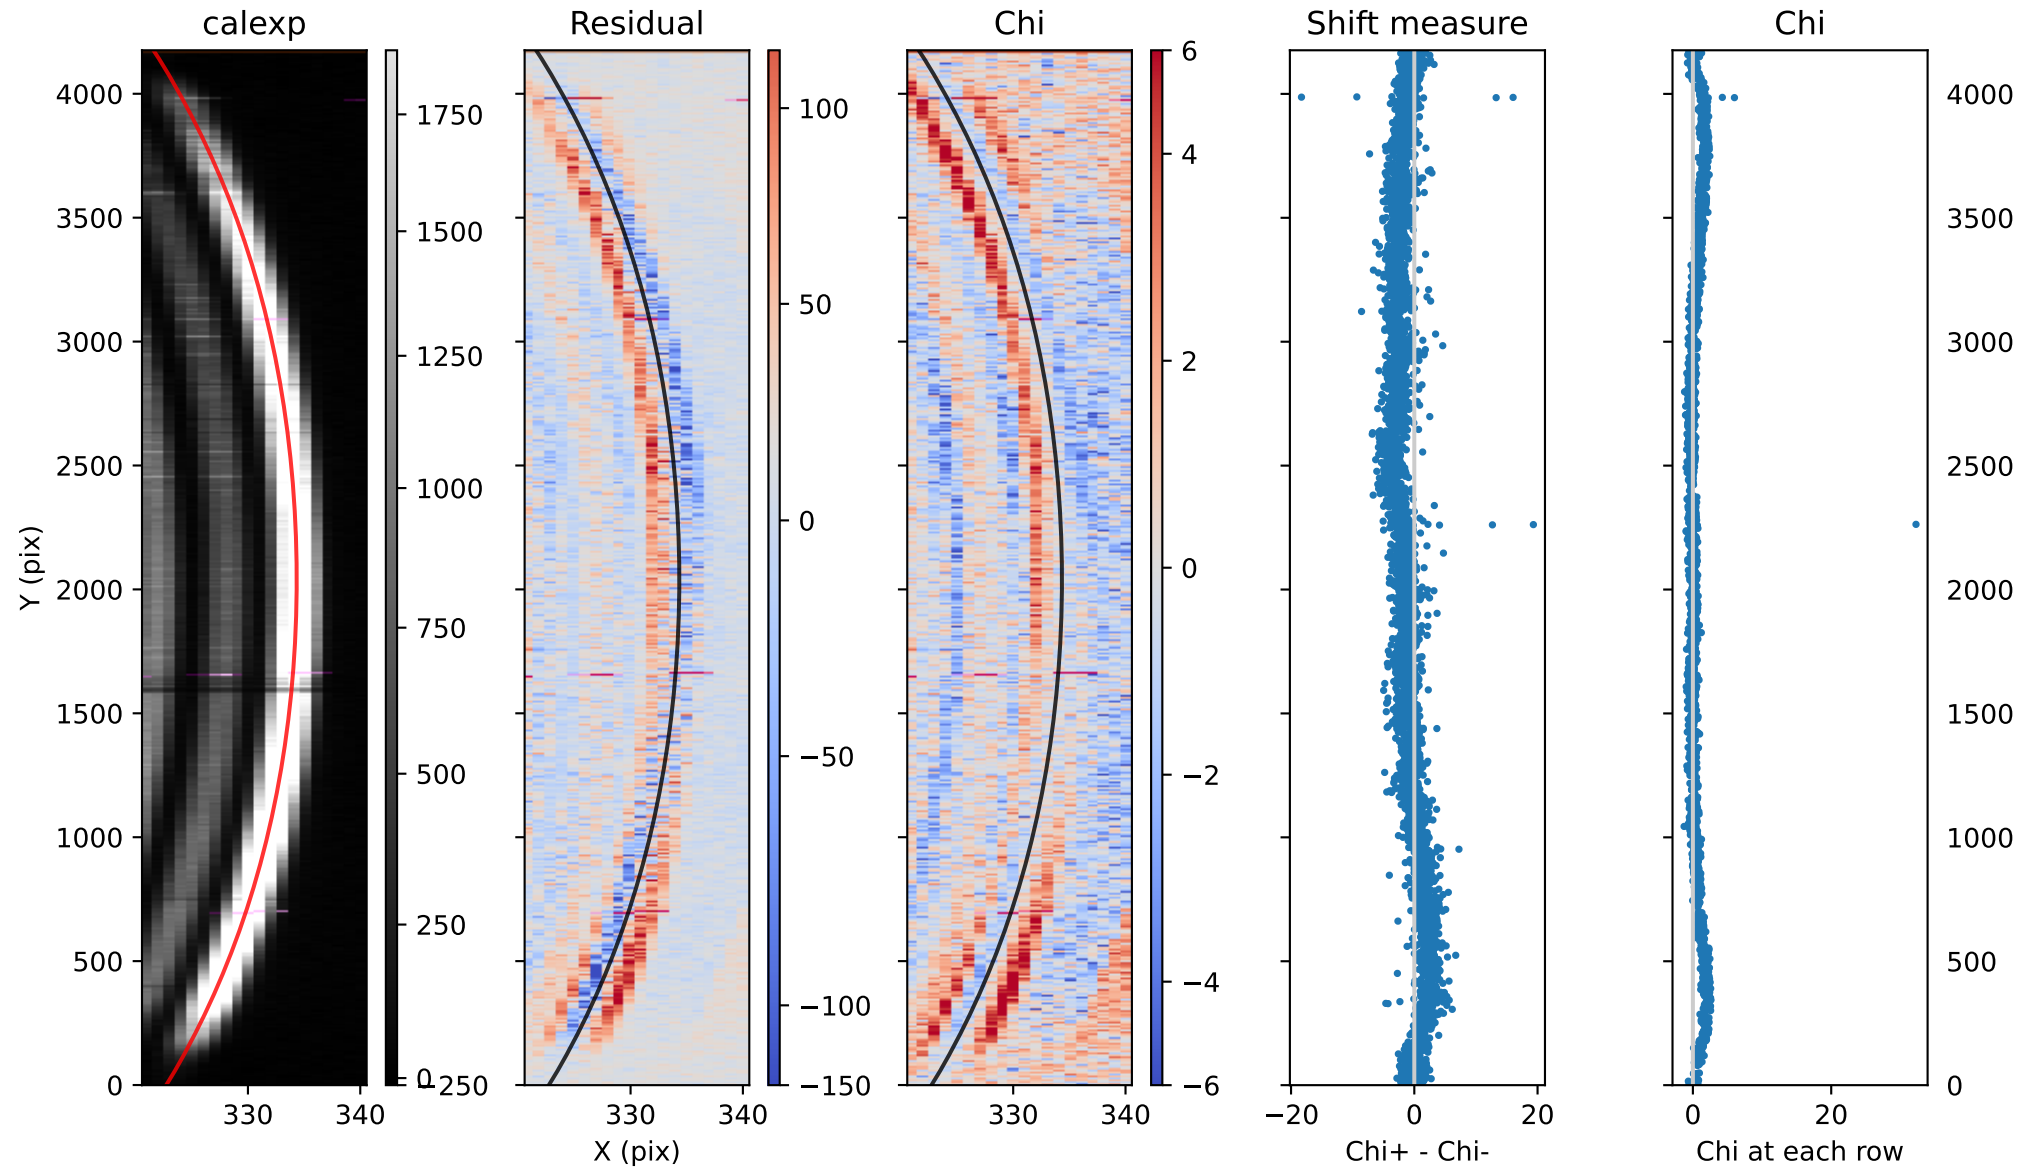 calexp Residual Chi Shift measure Chi
6
4000 1750 100 4 4000
3500 1500 3500
50
3000 1250 2 3000
2500 1000 0 2500
Y (pix) 2000 0 2000
750
1500 −50 −2 1500
500
1000 1000
250 −4
500 −100 500
0 0 −250 −150 −6 0
330 340 330 340 330 340 −20 0 20 0 20
X (pix) Chi+ - Chi- Chi at each row